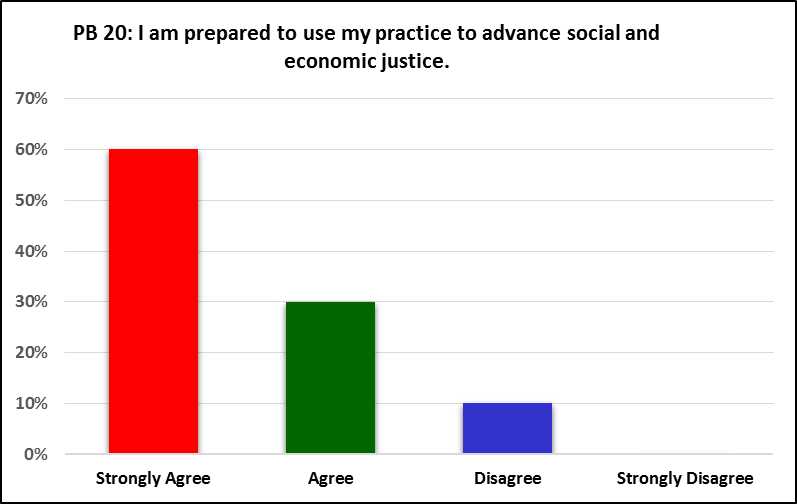 PB 20: I am prepared to use my practice to advance social and
economic justice.
70%
60%
50%
40%
30%
20%
10%
0%
Strongly Agree
Agree
Disagree
Strongly Disagree